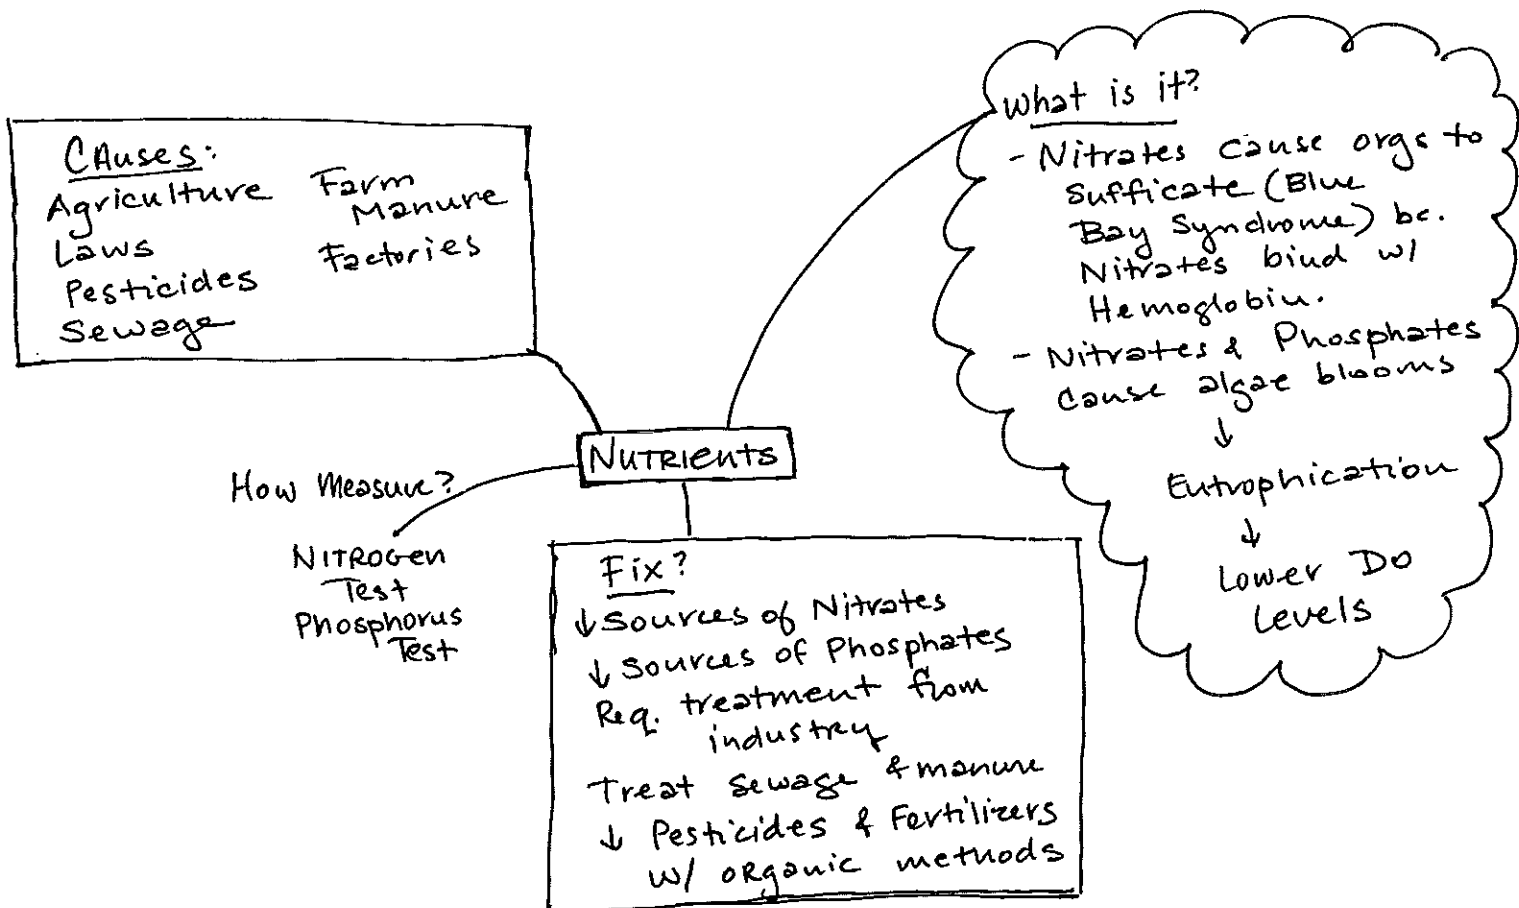 CAuses:
Agriculture
Laws
Pesticides
Sewage
Farm
Manure
Factories
What is it?
- Nitrates cause orgs to
Sufficate (Blue
Bay Syndrome) bc.
Nitrates bind w/
Hemoglobin.
- Nitrates & Phosphates
cause algae blooms
↓
Eutrophication
↓
Lower DO
Levels
NUTRIENTS
How Measure?
NITROGEN
Test
Phosphorus
Test
Fix?
↓ Sources of Nitrates
↓ Sources of Phosphates
Req. treatment from
industry
Treat Sewage & manure
↓ Pesticides & Fertilizers
w/ organic methods